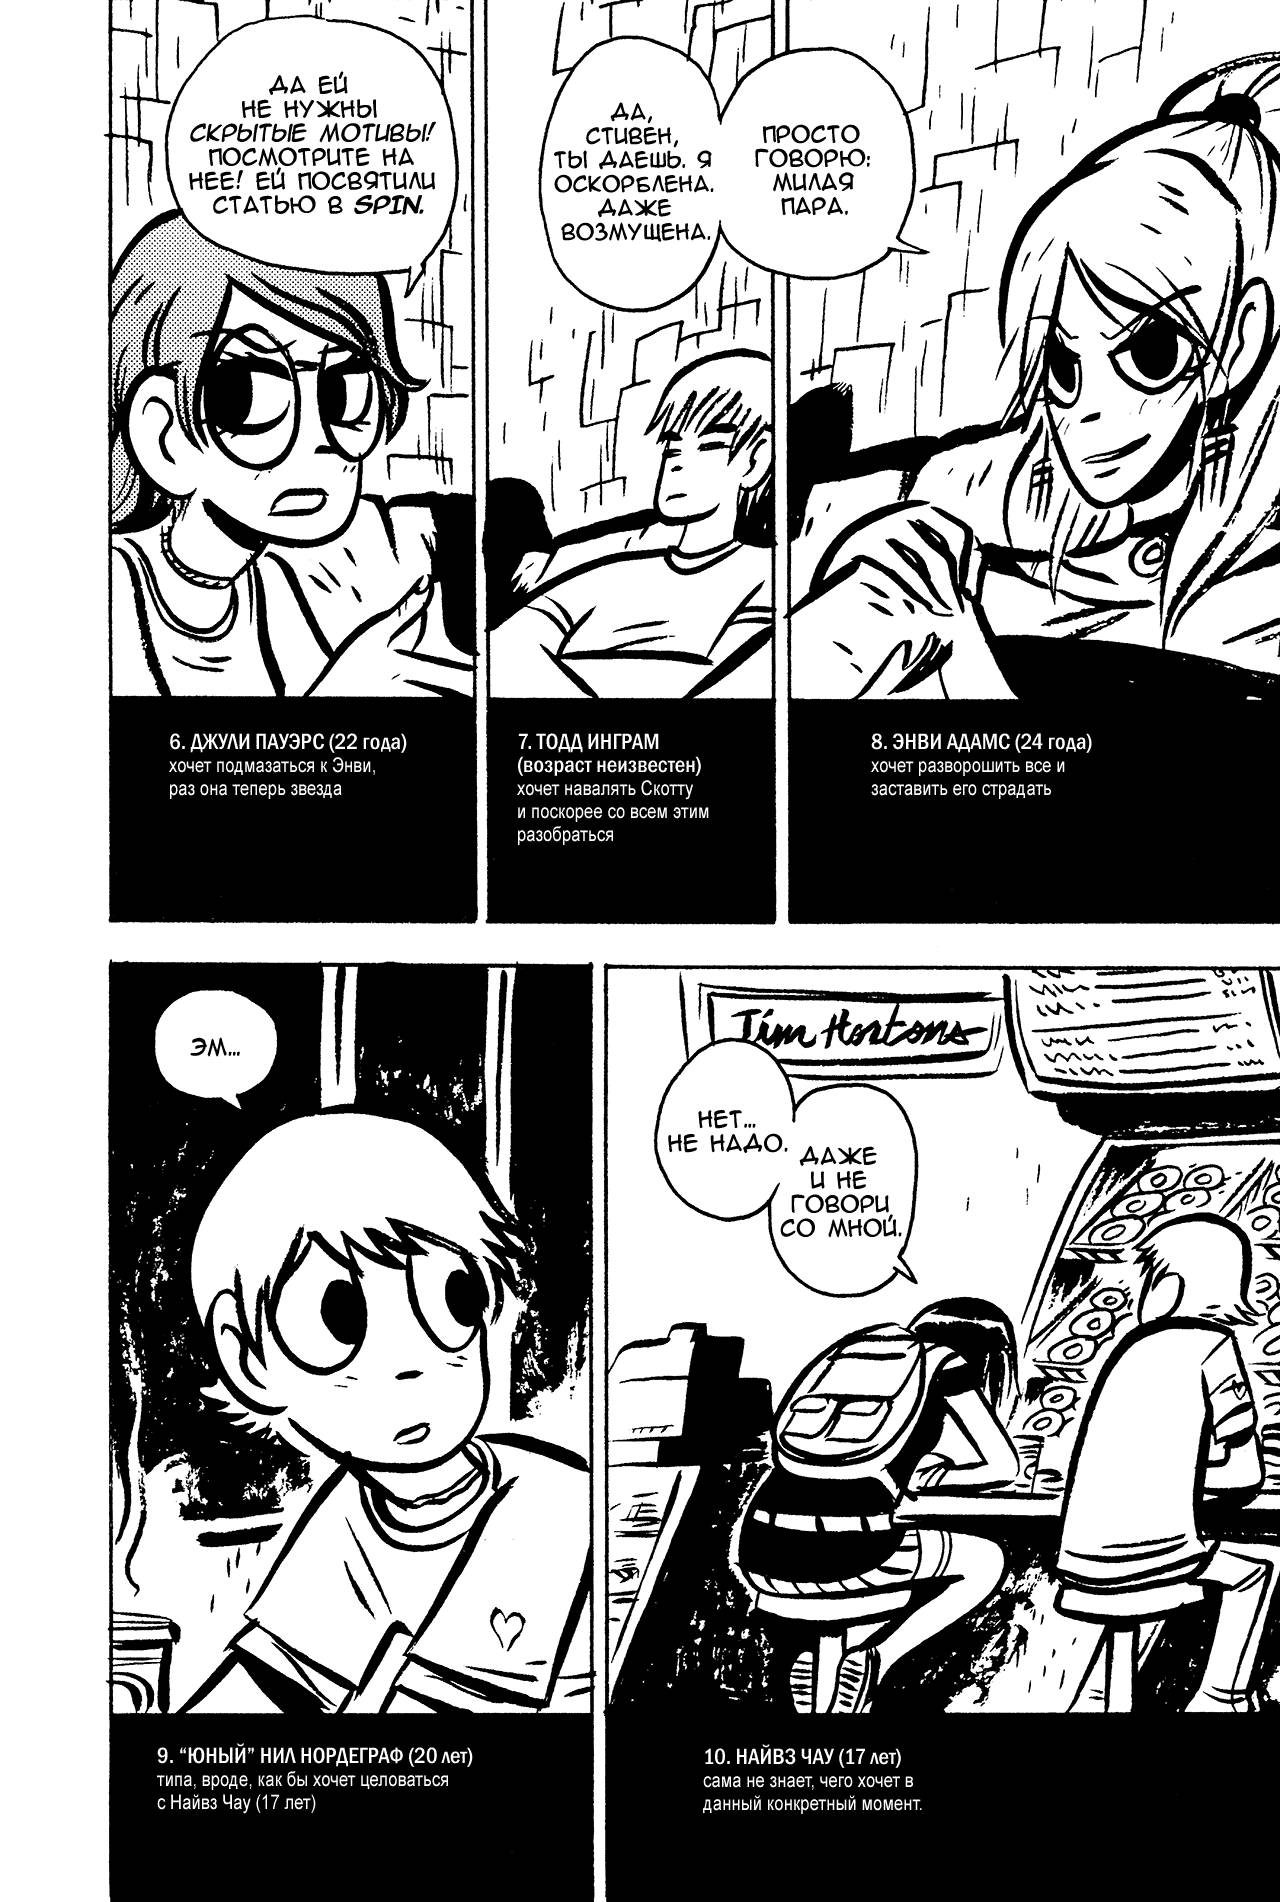 ДА ЕЙ
НЕ НУЖНЫ
СКРЫТЫЕ МОТИВЫ!
ПОСМОТРИТЕ НА
НЕЕ! ЕЙ ПОСВЯТИЛИ
СТАТЬЮ В SPIN.
ДА,
СТИВЕН,
ТЫ ДАЕШЬ. Я
ОСКОРБЛЕНА.
ДАЖЕ
ВОЗМУЩЕНА.
ПРОСТО
ГОВОРЮ:
МИЛАЯ
ПАРА.
6. ДЖУЛИ ПАУЭРС (22 года)
хочет подмазаться к Энви,
раз она теперь звезда
7. ТОДД ИНГРАМ
(возраст неизвестен)
хочет навалять Скотту
и поскорее со всем этим
разобраться
8. ЭНВИ АДАМС (24 года)
хочет разворошить все и
заставить его страдать
ЭМ...
Tim Hortons
НЕТ...
НЕ НАДО.
ДАЖЕ
И НЕ
ГОВОРИ
СО МНОЙ.
9. “ЮНЫЙ” НИЛ НОРДЕГРАФ (20 лет)
типа, вроде, как бы хочет целоваться
с Найвз Чау (17 лет)
10. НАЙВЗ ЧАУ (17 лет)
сама не знает, чего хочет в
данный конкретный момент.